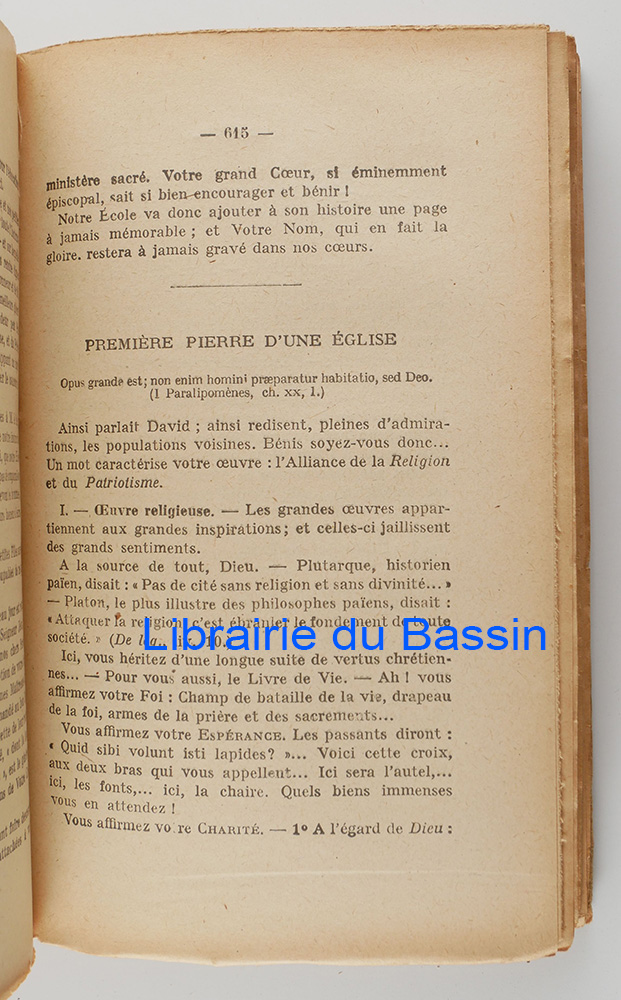 — 615 —
ministère sacré. Votre grand Cœur, si éminemment
épiscopal, sait si bien encourager et bénir !
Notre École va donc ajouter à son histoire une page
à jamais mémorable ; et Votre Nom, qui en fait la
gloire. restera à jamais gravé dans nos cœurs.
PREMIÈRE PIERRE D'UNE ÉGLISE
Opus grande est; non enim homini præparatur habitatio, sed Deo.
(I Paralipomènes, ch. xx, 1.)
Ainsi parlait David ; ainsi redisent, pleines d'admira-
tions, les populations voisines. Bénis soyez-vous donc...
Un mot caractérise votre œuvre : l'Alliance de la Religion
et du Patriotisme.
I. — Œuvre religieuse. — Les grandes œuvres appar-
tiennent aux grandes inspirations; et celles-ci jaillissent
des grands sentiments.
A la source de tout, Dieu. — Plutarque, historien
païen, disait : « Pas de cité sans religion et sans divinité... »
— Platon, le plus illustre des philosophes païens, disait :
« Attaquer la religion, c'est ébranler le fondement de toute
société. » (De leg., liv. 10.)
Librairie du Bassin
Ici, vous héritez d'une longue suite de vertus chrétien-
nes... — Pour vous aussi, le Livre de Vie. — Ah ! vous
affirmez votre Foi : Champ de bataille de la vie, drapeau
de la foi, armes de la prière et des sacrements...
Vous affirmez votre ESPÉRANCE. Les passants diront :
« Quid sibi volunt isti lapides? »... Voici cette croix,
aux deux bras qui vous appellent... Ici sera l'autel,...
ici, les fonts,... ici, la chaire. Quels biens immenses
vous en attendez !
Vous affirmez vo re CHARITÉ. — 1° A l'égard de Dieu :